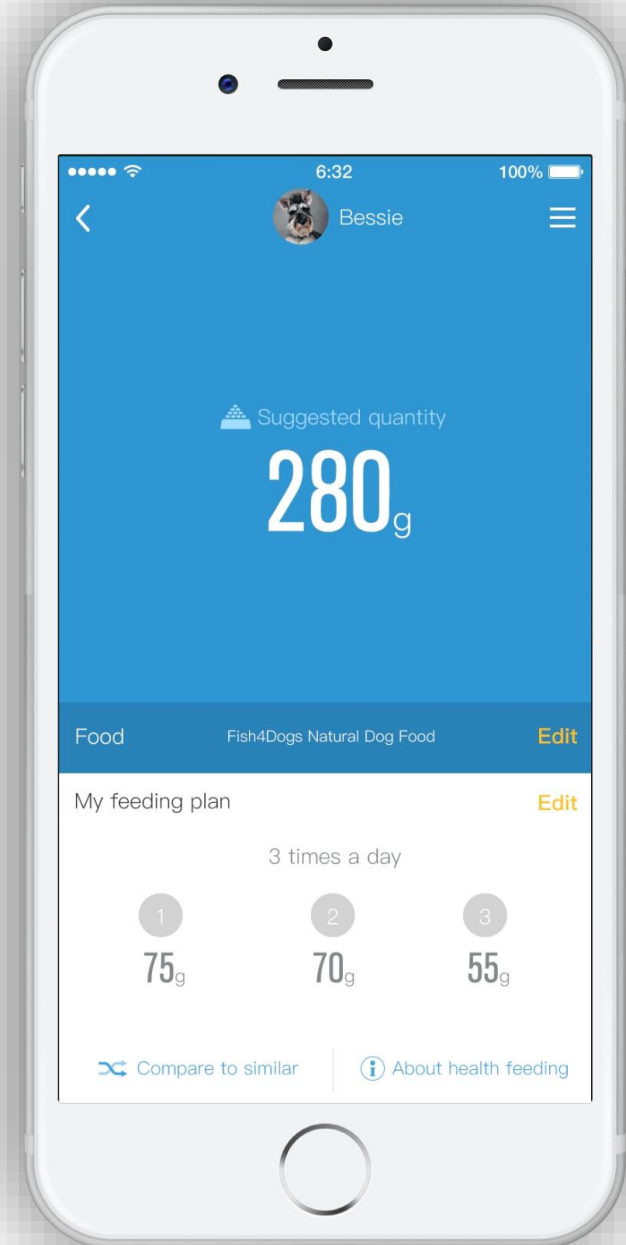 6:32 100%
Bessie
Suggested quantity
280g
Food Fish4Dogs Natural Dog Food Edit
My feeding plan Edit
3 times a day
1 2 3
75g 70g 55g
Compare to similar About health feeding